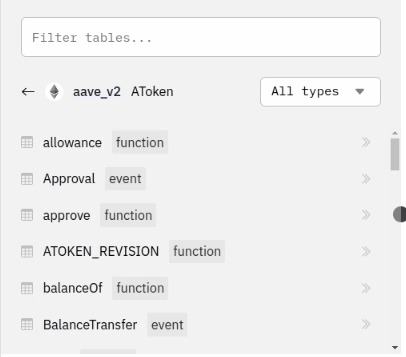 Filter tables...
aave_v2 AToken All types
allowance function
Approval event
approve function
ATOKEN_REVISION function
balanceOf function
BalanceTransfer event